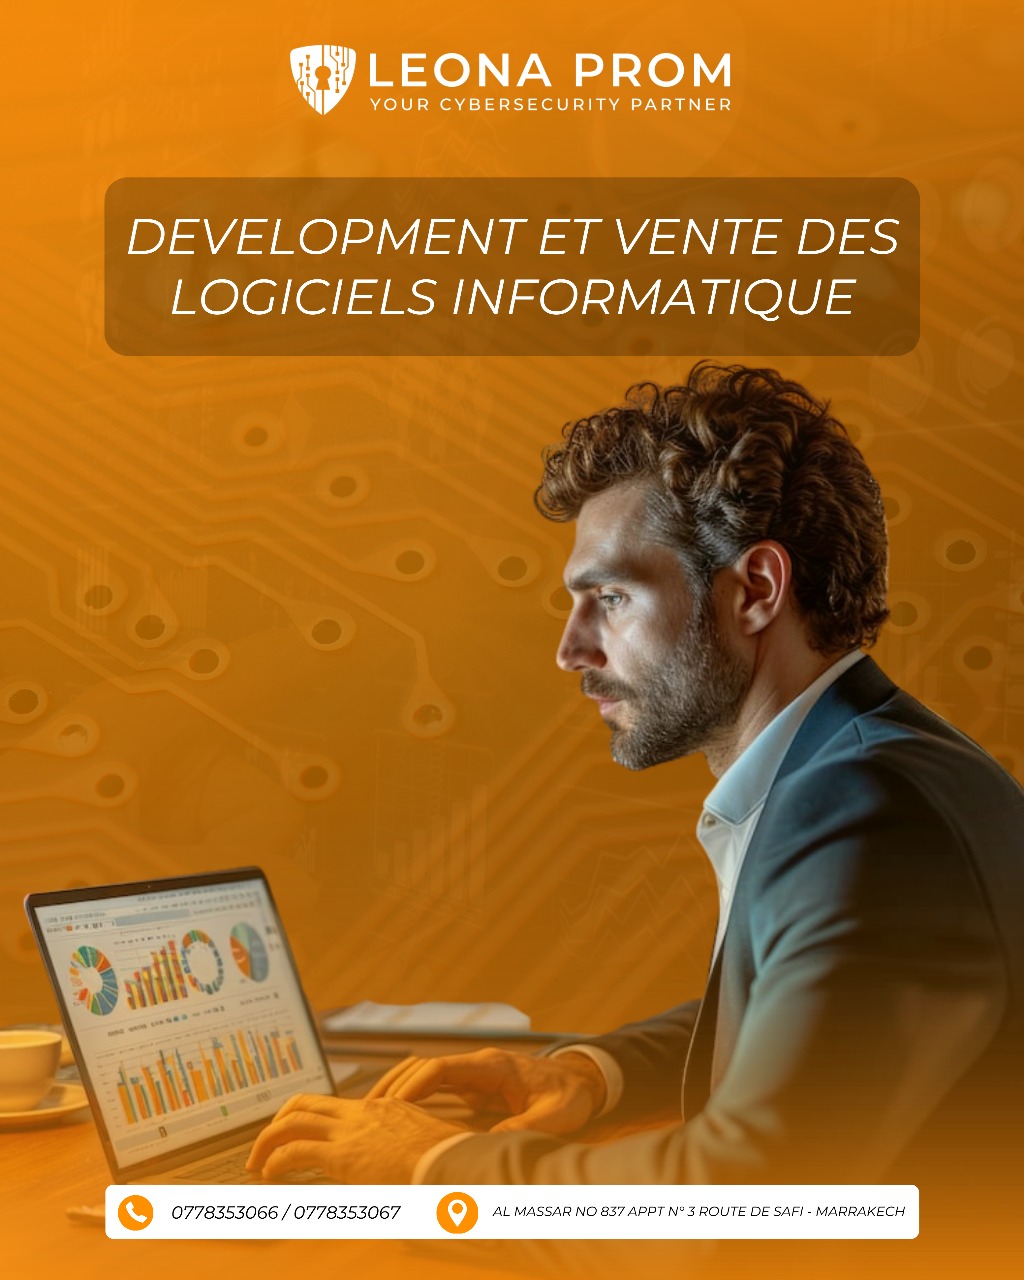 LEONA PROM
YOUR CYBERSECURITY PARTNER
DEVELOPMENT ET VENTE DES
LOGICIELS INFORMATIQUE
0778353066 / 0778353067
AL MASSAR NO 837 APPT N° 3 ROUTE DE SAFI - MARRAKECH